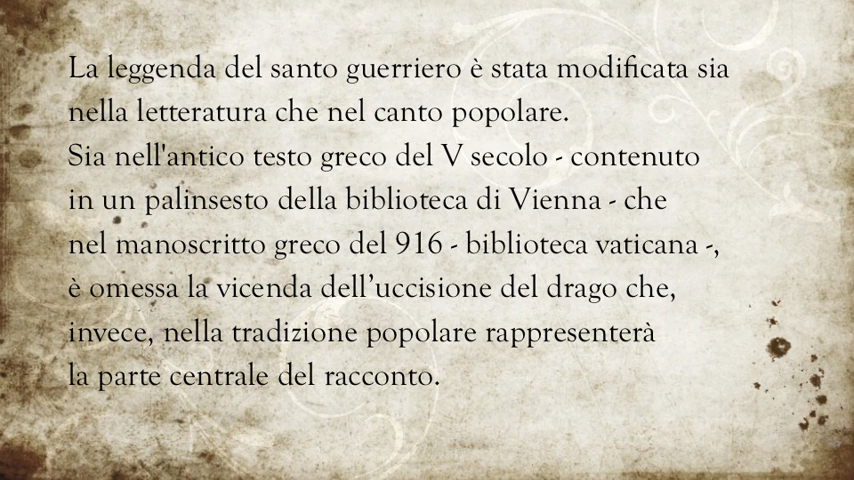 La leggenda del santo guerriero è stata modificata sia
nella letteratura che nel canto popolare.
Sia nell'antico testo greco del V secolo - contenuto
in un palinsesto della biblioteca di Vienna - che
nel manoscritto greco del 916 - biblioteca vaticana -,
è omessa la vicenda dell’uccisione del drago che,
invece, nella tradizione popolare rappresenterà
la parte centrale del racconto.